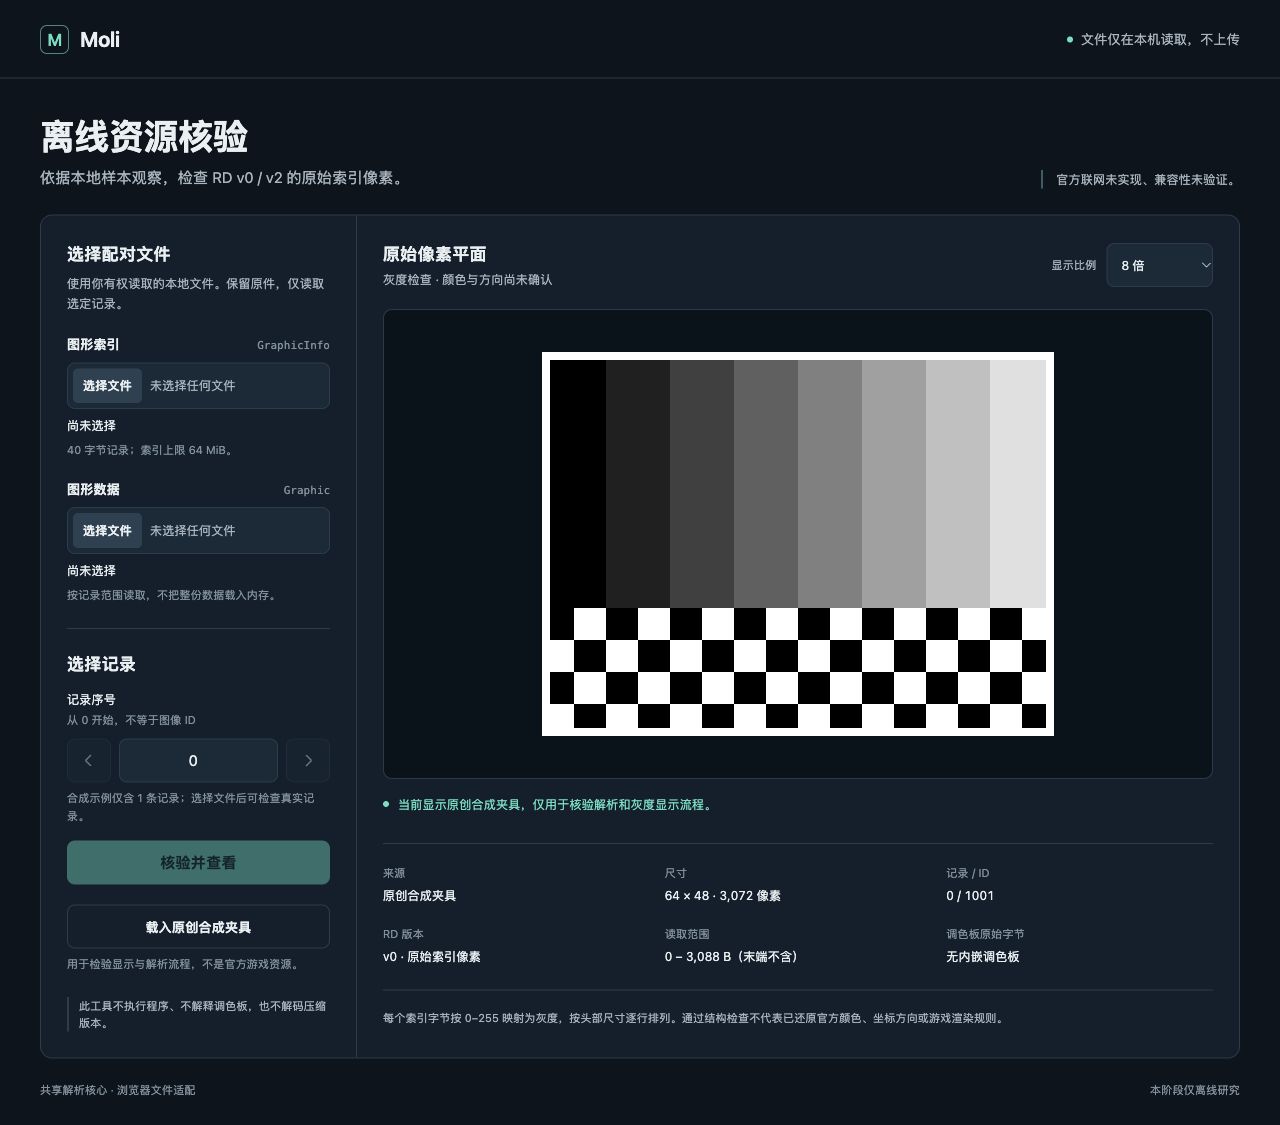 M Moli
文件仅在本机读取，不上传
离线资源核验
依据本地样本观察，检查 RD v0 / v2 的原始索引像素。
官方联网未实现、兼容性未验证。
选择配对文件
使用你有权读取的本地文件。保留原件，仅读取
选定记录。
图形索引 GraphicInfo
选择文件 未选择任何文件
尚未选择
40 字节记录；索引上限 64 MiB。
图形数据 Graphic
选择文件 未选择任何文件
尚未选择
按记录范围读取，不把整份数据载入内存。
选择记录
记录序号
从 0 开始，不等于图像 ID
0
合成示例仅含 1 条记录；选择文件后可检查真实记
录。
核验并查看
载入原创合成夹具
用于检验显示与解析流程，不是官方游戏资源。
此工具不执行程序、不解释调色板，也不解码压缩
版本。
原始像素平面
灰度检查 · 颜色与方向尚未确认
显示比例 8 倍
当前显示原创合成夹具，仅用于核验解析和灰度显示流程。
来源
原创合成夹具
尺寸
64 × 48 · 3,072 像素
记录 / ID
0 / 1001
RD 版本
v0 · 原始索引像素
读取范围
0 – 3,088 B（末端不含）
调色板原始字节
无内嵌调色板
每个索引字节按 0–255 映射为灰度，按头部尺寸逐行排列。通过结构检查不代表已还原官方颜色、坐标方向或游戏渲染规则。
共享解析核心 · 浏览器文件适配
本阶段仅离线研究